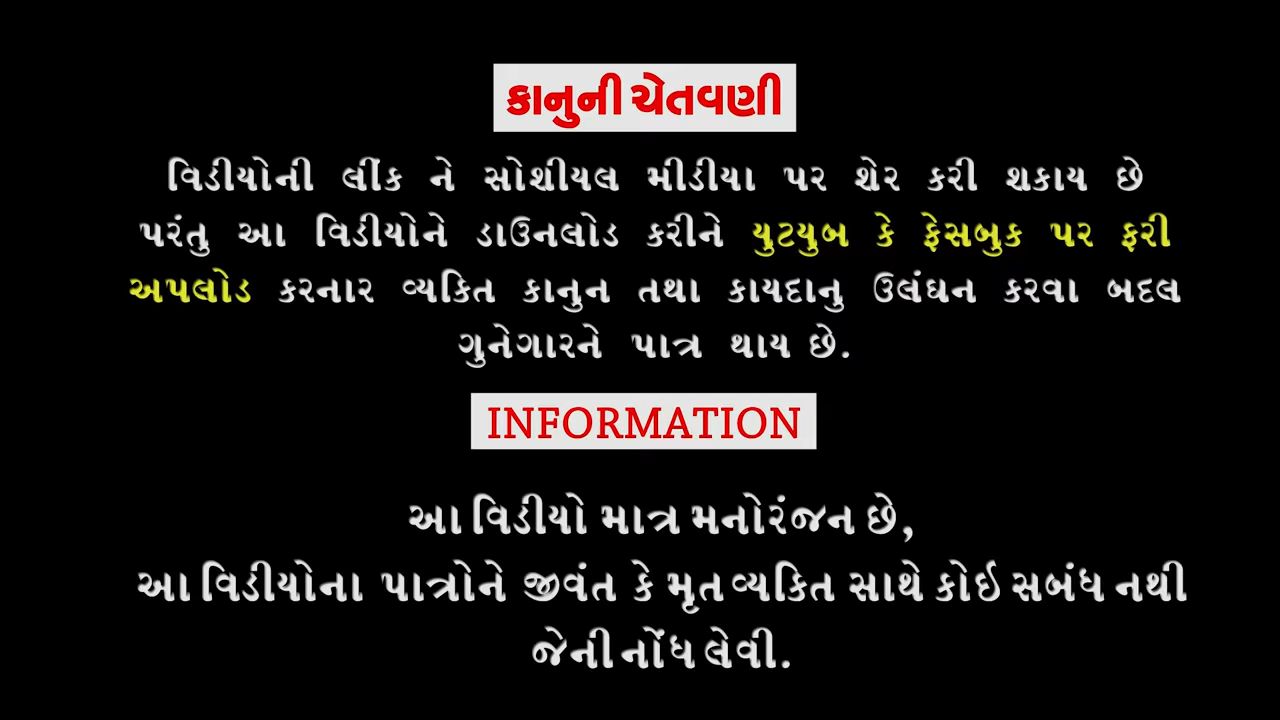 કાનુની ચેતવણી
વિડીયોની લીંક ને સોશીયલ મીડીયા પર શેર કરી શકાય છે
પરંતુ આ વિડીયોને ડાઉનલોડ કરીને યુટયુબ કે ફેસબુક પર ફરી
અપલોડ કરનાર વ્યકિત કાનુન તથા કાયદાનુ ઉલંઘન કરવા બદલ
ગુનેગારને પાત્ર થાય છે.
INFORMATION
આ વિડીયો માત્ર મનોરંજન છે,
આ વિડીયોના પાત્રોને જીવંત કે મૃત વ્યકિત સાથે કોઇ સબંધ નથી
જેની નોંધ લેવી.